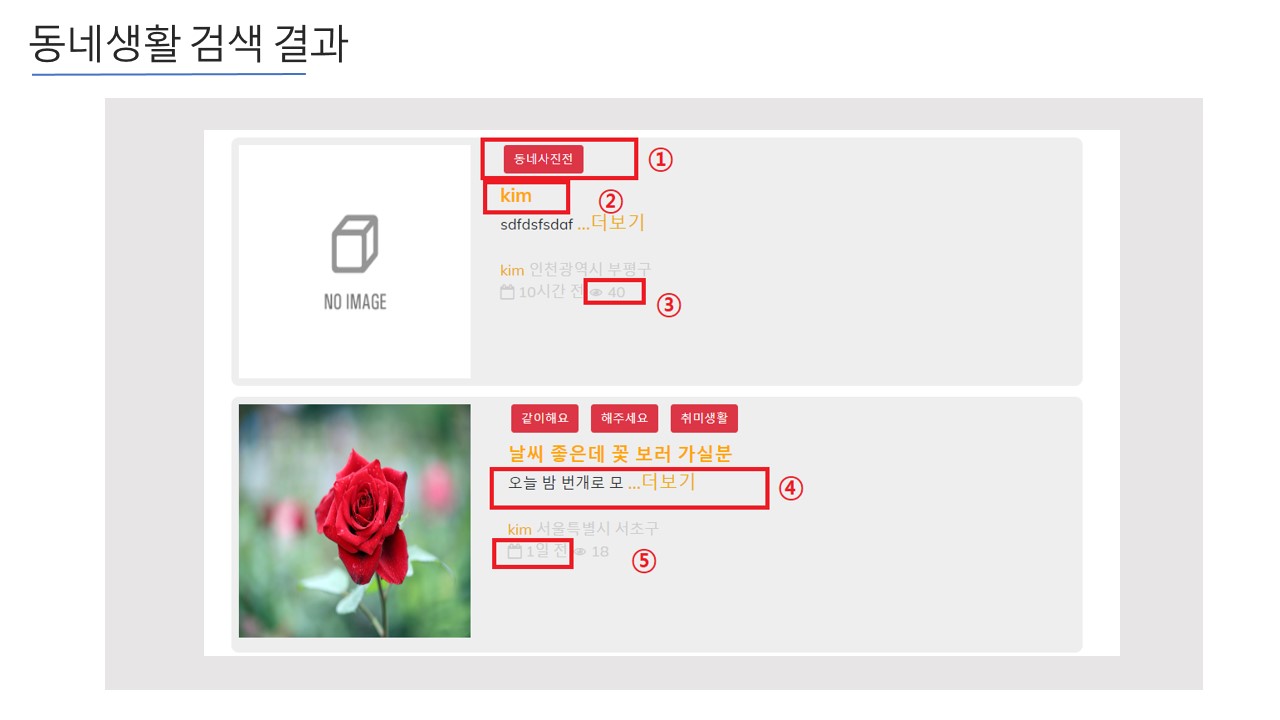 동네생활 검색 결과
동네사진전 ①
kim ②
sdfdsfsdaf ...더보기
NO IMAGE
kim 인천광역시 부평구
10시간 전 40 ③
같이해요 해주세요 취미생활
날씨 좋은데 꽃 보러 가실분
오늘 밤 번개로 모 ...더보기 ④
kim 서울특별시 서초구
1일 전 18 ⑤